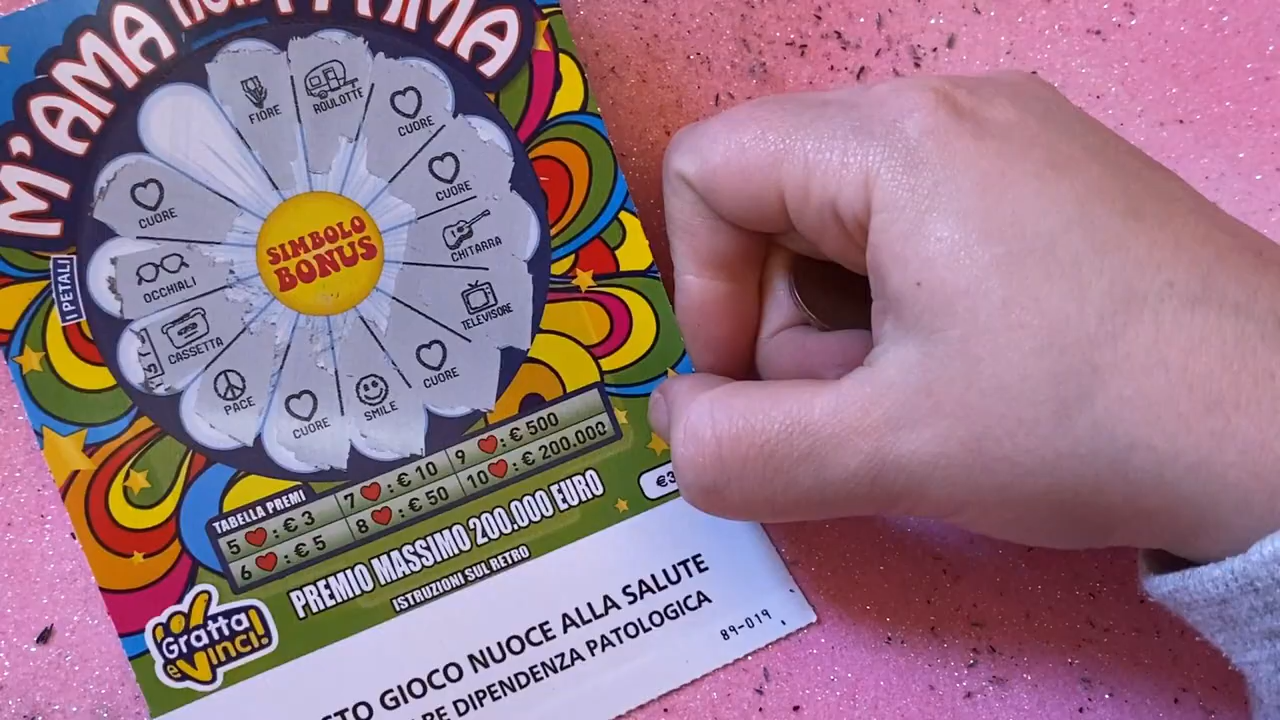 M'AMA non M'AMA
FIORE
ROULOTTE
CUORE
CUORE
CUORE
CHITARRA
OCCHIALI
SIMBOLO
BONUS
I PETALI
TELEVISORE
CASSETTA
CUORE
PACE
SMILE
CUORE
TABELLA PREMI
5 ❤: € 3
7 ❤: € 10
9 ❤: € 500
6 ❤: € 5
8 ❤: € 50
10 ❤: € 200.000
PREMIO MASSIMO 200.000 EURO
ISTRUZIONI SUL RETRO
Gratta
e Vinci!
GIOCO NUOCE ALLA SALUTE
DIPENDENZA PATOLOGICA
89-019